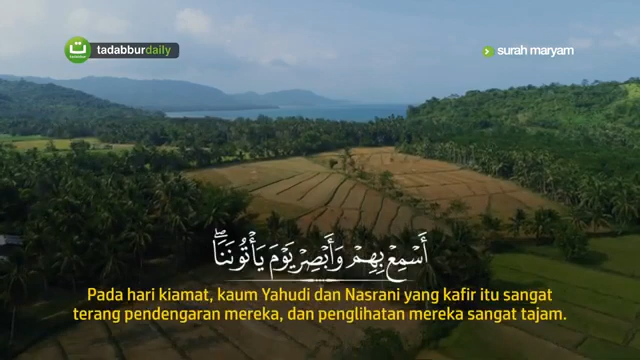 tadabburdaily
Tadabbur
surah maryam
أَسْمِعْ بِهِمْ وَأَبْصِرْ يَوْمَ يَأْتُونَنَا ۖ
Pada hari kiamat, kaum Yahudi dan Nasrani yang kafir itu sangat
terang pendengaran mereka, dan penglihatan mereka sangat tajam.